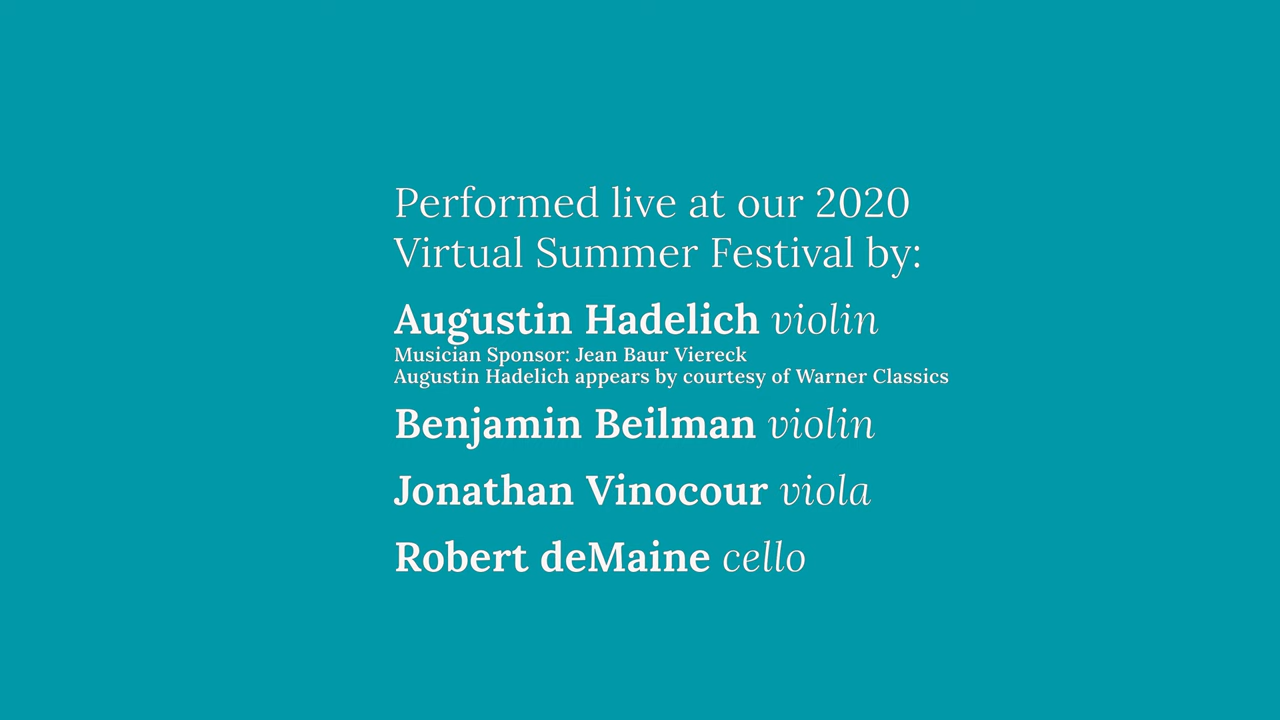 Performed live at our 2020
Virtual Summer Festival by:
Augustin Hadelich violin
Musician Sponsor: Jean Baur Viereck
Augustin Hadelich appears by courtesy of Warner Classics
Benjamin Beilman violin
Jonathan Vinocour viola
Robert deMaine cello